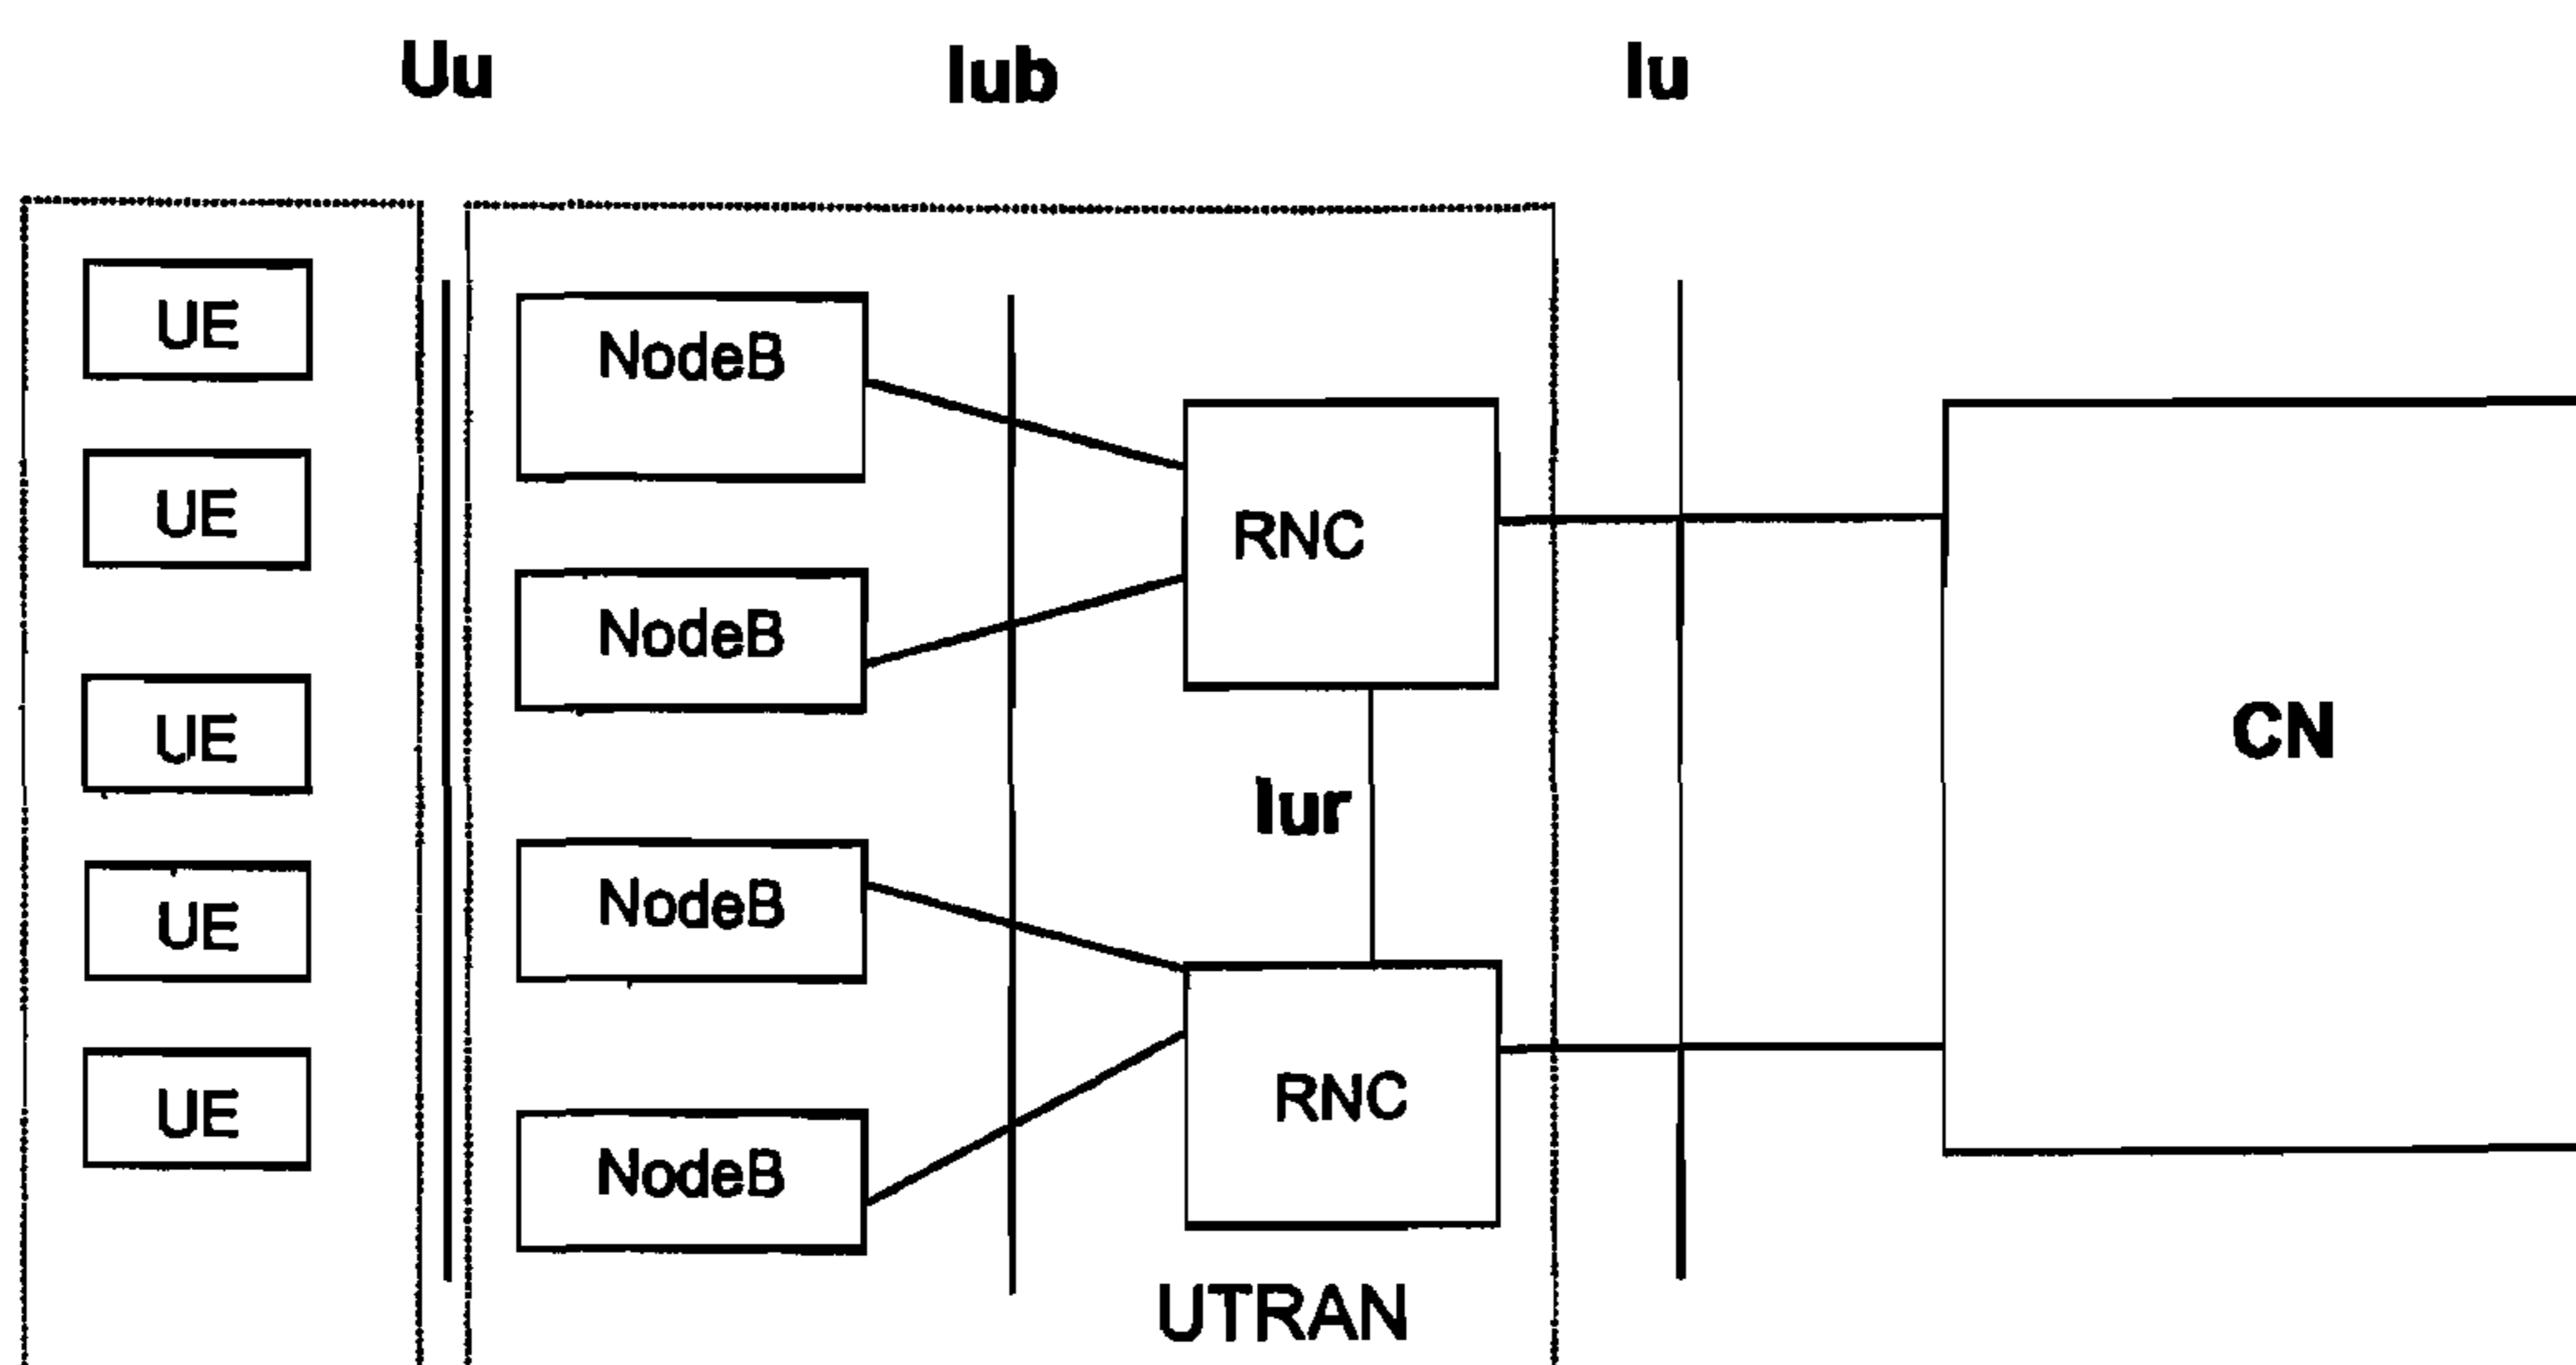 Uu
Iub
Iu
UE
UE
UE
UE
UE
NodeB
NodeB
NodeB
NodeB
RNC
Iur
RNC
UTRAN
CN